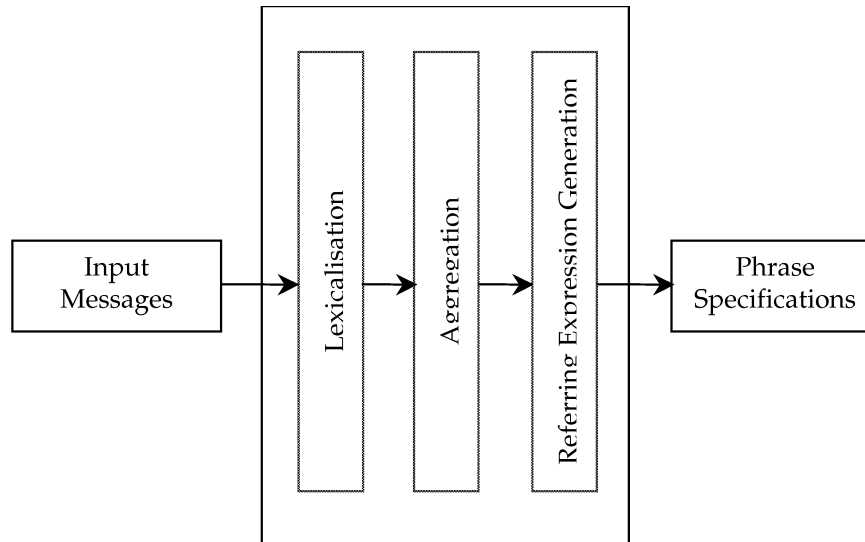 Input
Messages
Lexicalisation
Aggregation
Referring Expression Generation
Phrase
Specifications